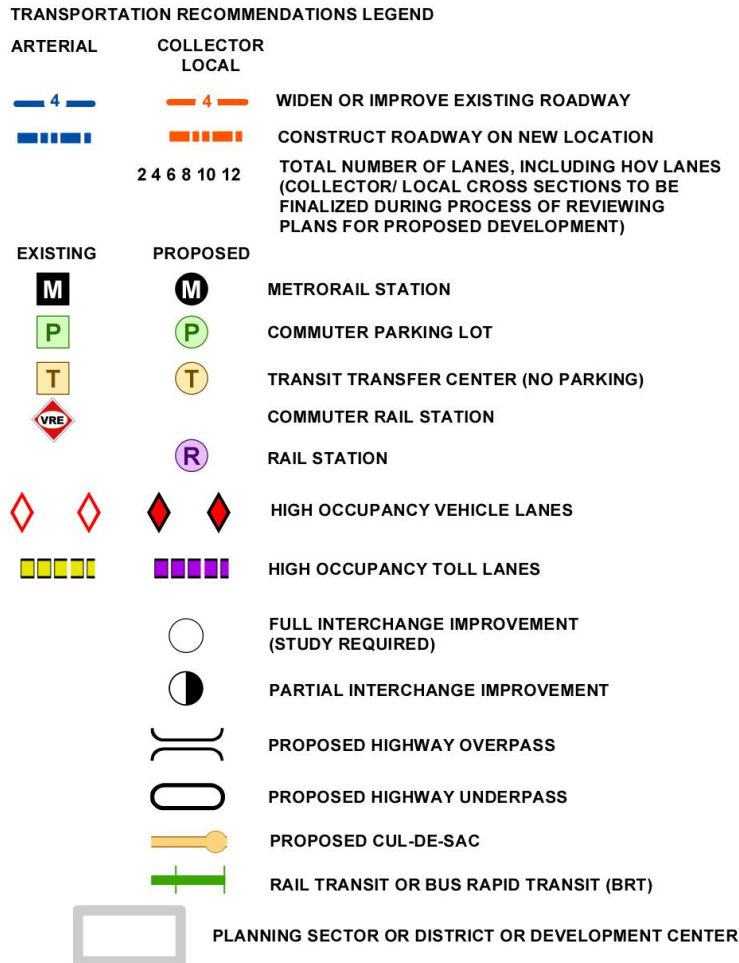 TRANSPORTATION RECOMMENDATIONS LEGEND
ARTERIAL COLLECTOR
LOCAL
4 4 WIDEN OR IMPROVE EXISTING ROADWAY
CONSTRUCT ROADWAY ON NEW LOCATION
2 4 6 8 10 12 TOTAL NUMBER OF LANES, INCLUDING HOV LANES
(COLLECTOR/ LOCAL CROSS SECTIONS TO BE
FINALIZED DURING PROCESS OF REVIEWING
PLANS FOR PROPOSED DEVELOPMENT)
EXISTING PROPOSED
M M METRORAIL STATION
P P COMMUTER PARKING LOT
T T TRANSIT TRANSFER CENTER (NO PARKING)
VRE COMMUTER RAIL STATION
R RAIL STATION
HIGH OCCUPANCY VEHICLE LANES
HIGH OCCUPANCY TOLL LANES
FULL INTERCHANGE IMPROVEMENT
(STUDY REQUIRED)
PARTIAL INTERCHANGE IMPROVEMENT
PROPOSED HIGHWAY OVERPASS
PROPOSED HIGHWAY UNDERPASS
PROPOSED CUL-DE-SAC
RAIL TRANSIT OR BUS RAPID TRANSIT (BRT)
PLANNING SECTOR OR DISTRICT OR DEVELOPMENT CENTER